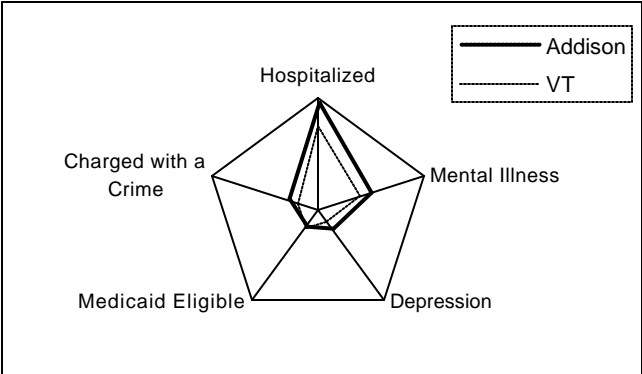 Addison
VT
Hospitalized
Charged with a
Crime
Mental Illness
Medicaid Eligible
Depression